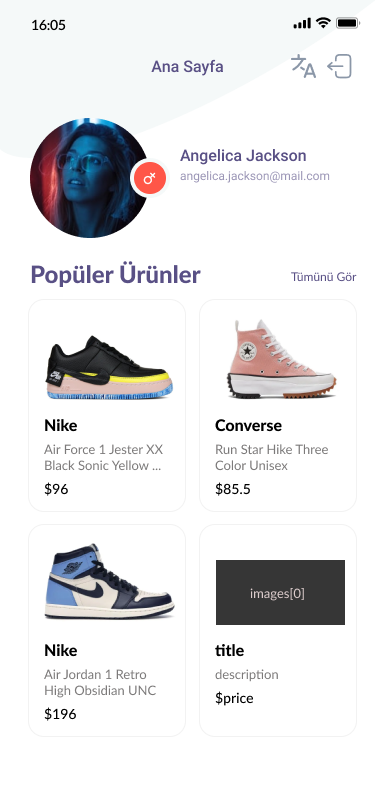 16:05
Ana Sayfa
Angelica Jackson
angelica.jackson@mail.com
Popüler Ürünler
Tümünü Gör
Nike
Air Force 1 Jester XX
Black Sonic Yellow ...
$96
Converse
Run Star Hike Three
Color Unisex
$85.5
Nike
Air Jordan 1 Retro
High Obsidian UNC
$196
images[0]
title
description
$price